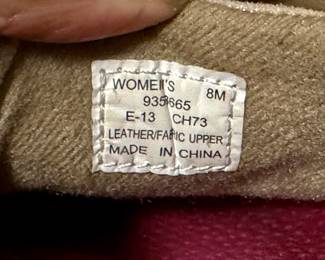 WOMEN'S 8M
935665
E-13 CH73
LEATHER/FABRIC UPPER
MADE IN CHINA